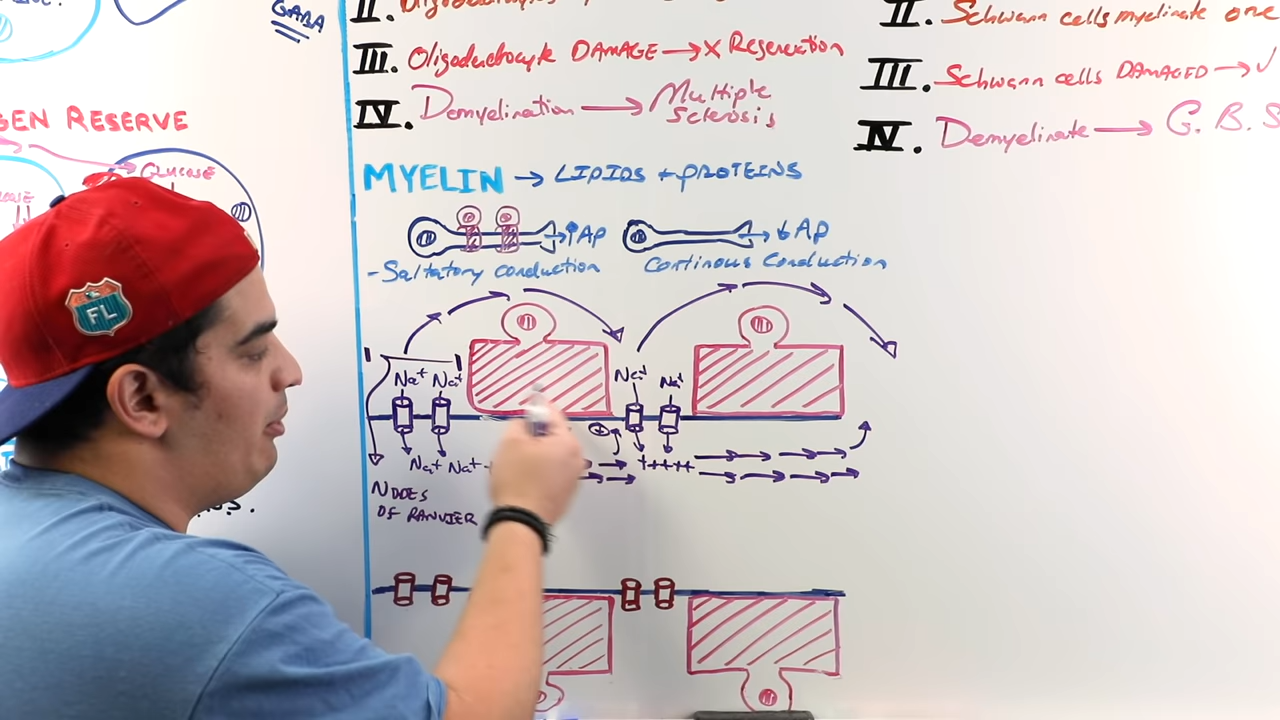 GABA
II.
III. Oligodendrocyte DAMAGE → X Regeneration
IV. Demyelination → Multiple Sclerosis
II. Schwann cells myelinate one
III. Schwann cells DAMAGED → ✓
IV. Demyelinate → G. B. S
GEN RESERVE
GLUCOSE
FL
MYELIN → LIPIDS + PROTEINS
↑AP
↓AP
- Saltatory conduction
Continous Conduction
Na+ Na+
Na+ Na+
+
Na+ Na+
+ + + + +
NODES
OF RANVIER